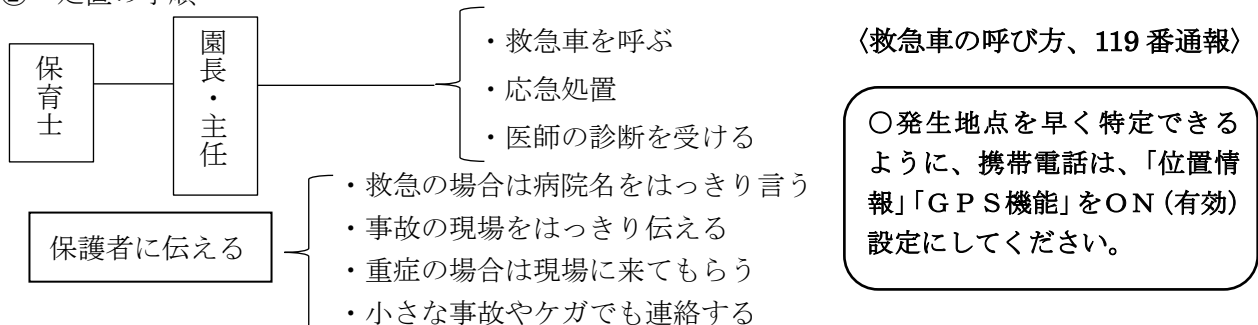 保育士
園長・主任
・救急車を呼ぶ
・応急処置
・医師の診断を受ける
保護者に伝える
・救急の場合は病院名をはっきり言う
・事故の現場をはっきり伝える
・重症の場合は現場に来てもらう
・小さな事故やケガでも連絡する
〈救急車の呼び方、119番通報〉
〇発生地点を早く特定できる
ように、携帯電話は、「位置情
報」「ＧＰＳ機能」をON（有効）
設定にしてください。